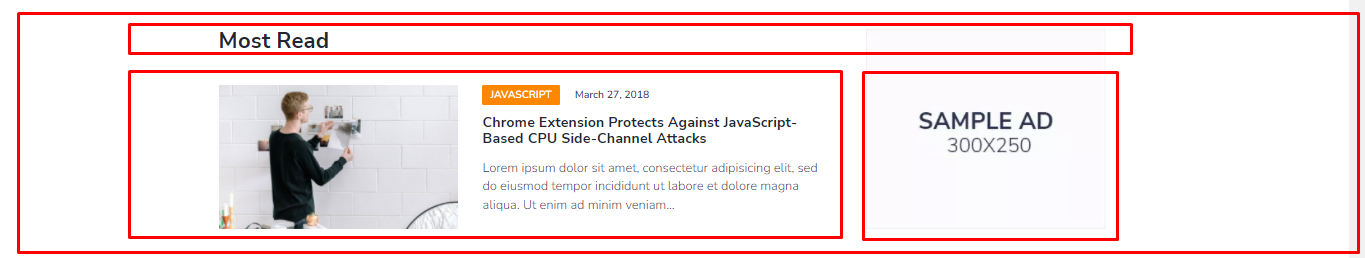 Most Read
JAVASCRIPT March 27, 2018
Chrome Extension Protects Against JavaScript-
Based CPU Side-Channel Attacks
Lorem ipsum dolor sit amet, consectetur adipisicing elit, sed
do eiusmod tempor incididunt ut labore et dolore magna
aliqua. Ut enim ad minim veniam...
SAMPLE AD
300X250